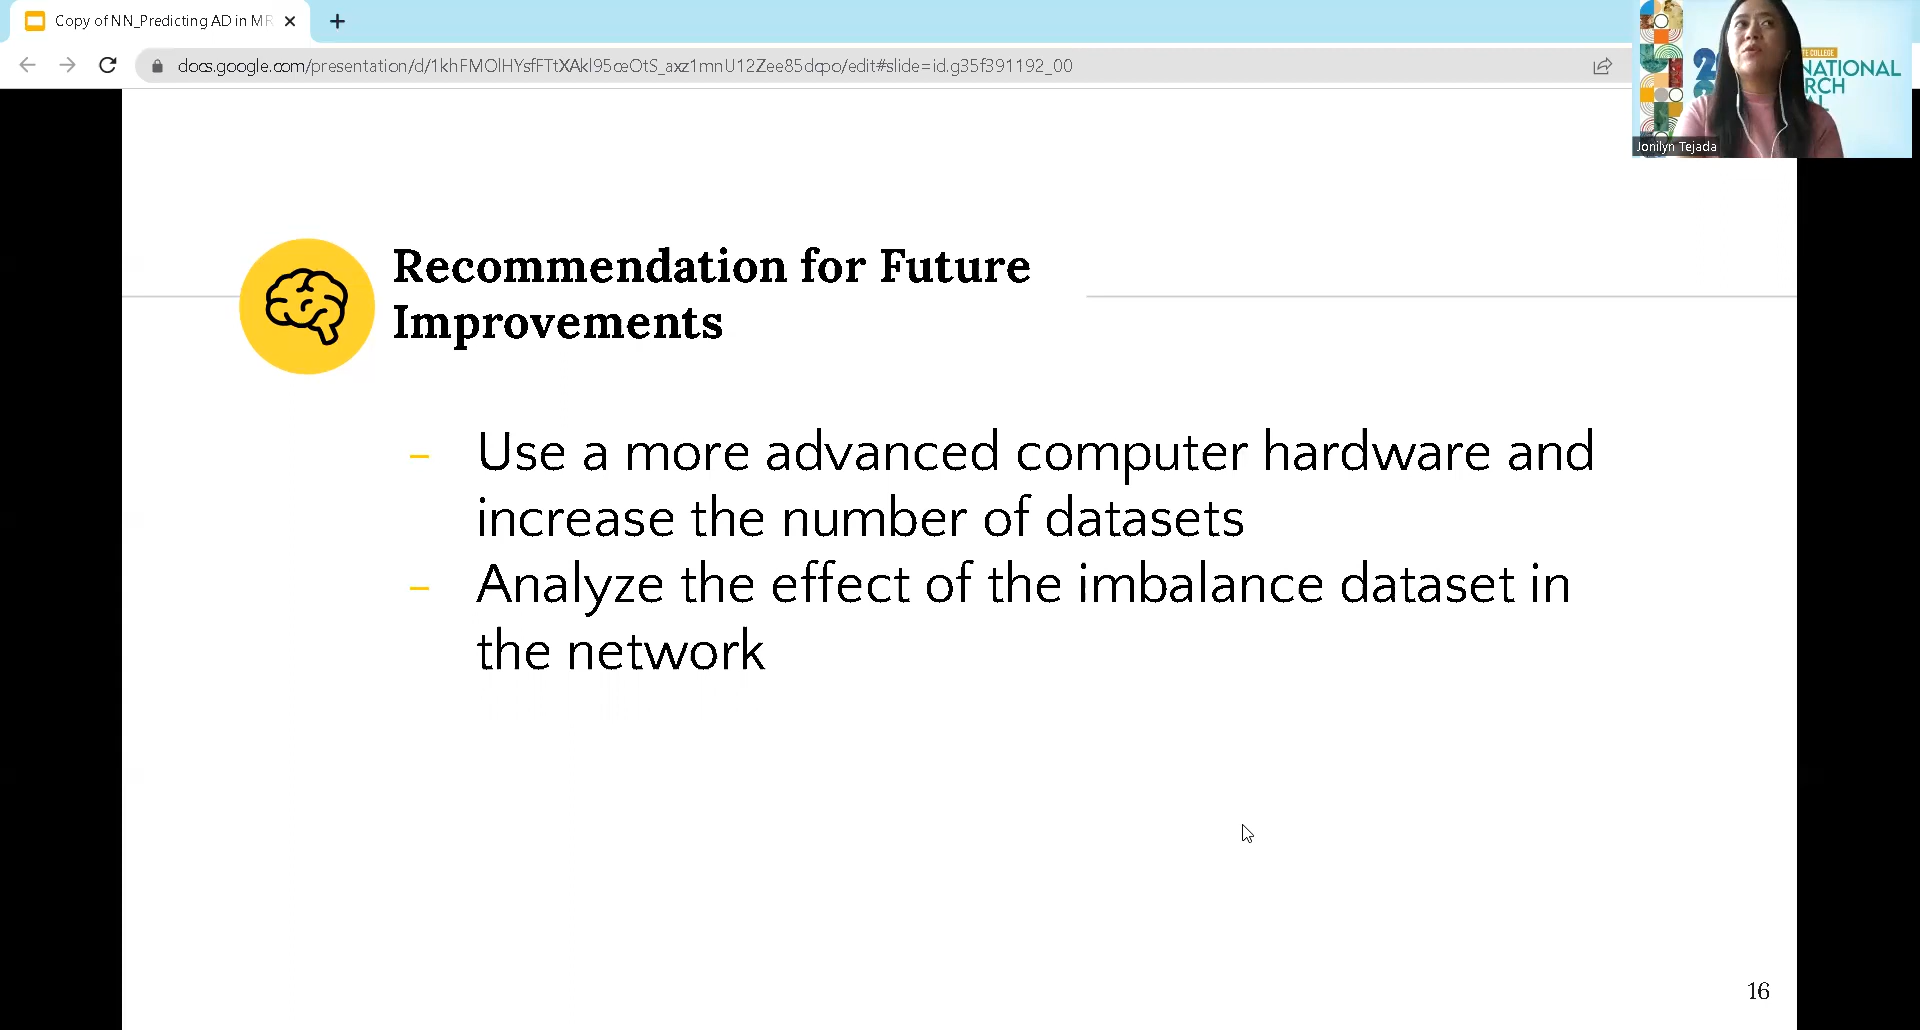 Copy of NN_Predicting AD in MR
docs.google.com/presentation/d/1khFMOlHYsfFTtXAkl95ceOtS_axz1mnU12Zee85dqpo/edit#slide=id.g35f391192_00
NATIONAL
RCH
Jonilyn Tejada
Recommendation for Future
Improvements
- Use a more advanced computer hardware and
increase the number of datasets
- Analyze the effect of the imbalance dataset in
the network
16